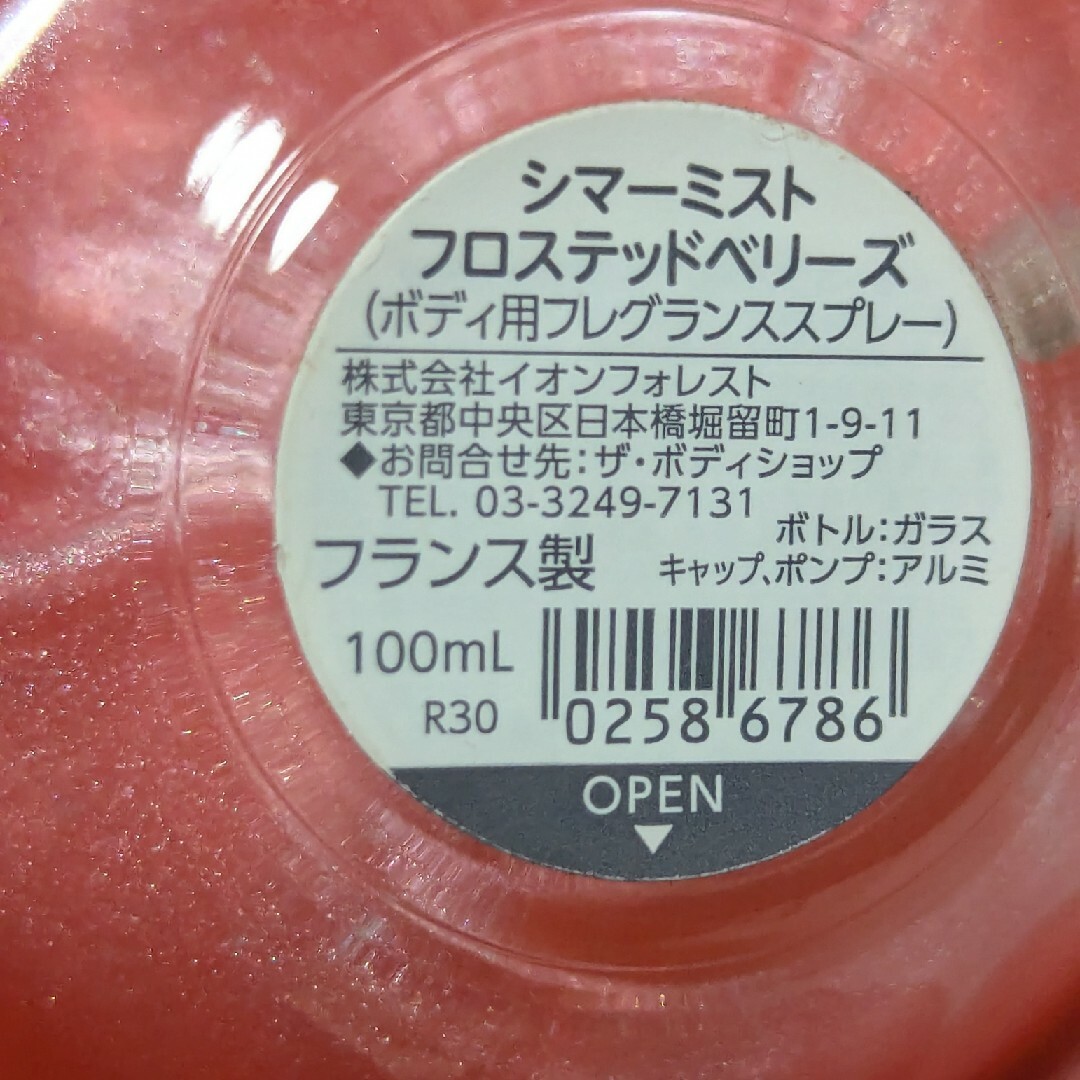 シマーミスト
フロステッドベリーズ
(ボディ用フレグランススプレー)
株式会社イオンフォレスト
東京都中央区日本橋堀留町1-9-11
◆お問合せ先:ザ・ボディショップ
TEL. 03-3249-7131
ボトル:ガラス
フランス製
キャップ、ポンプ:アルミ
100mL
R30
0258 6786
OPEN